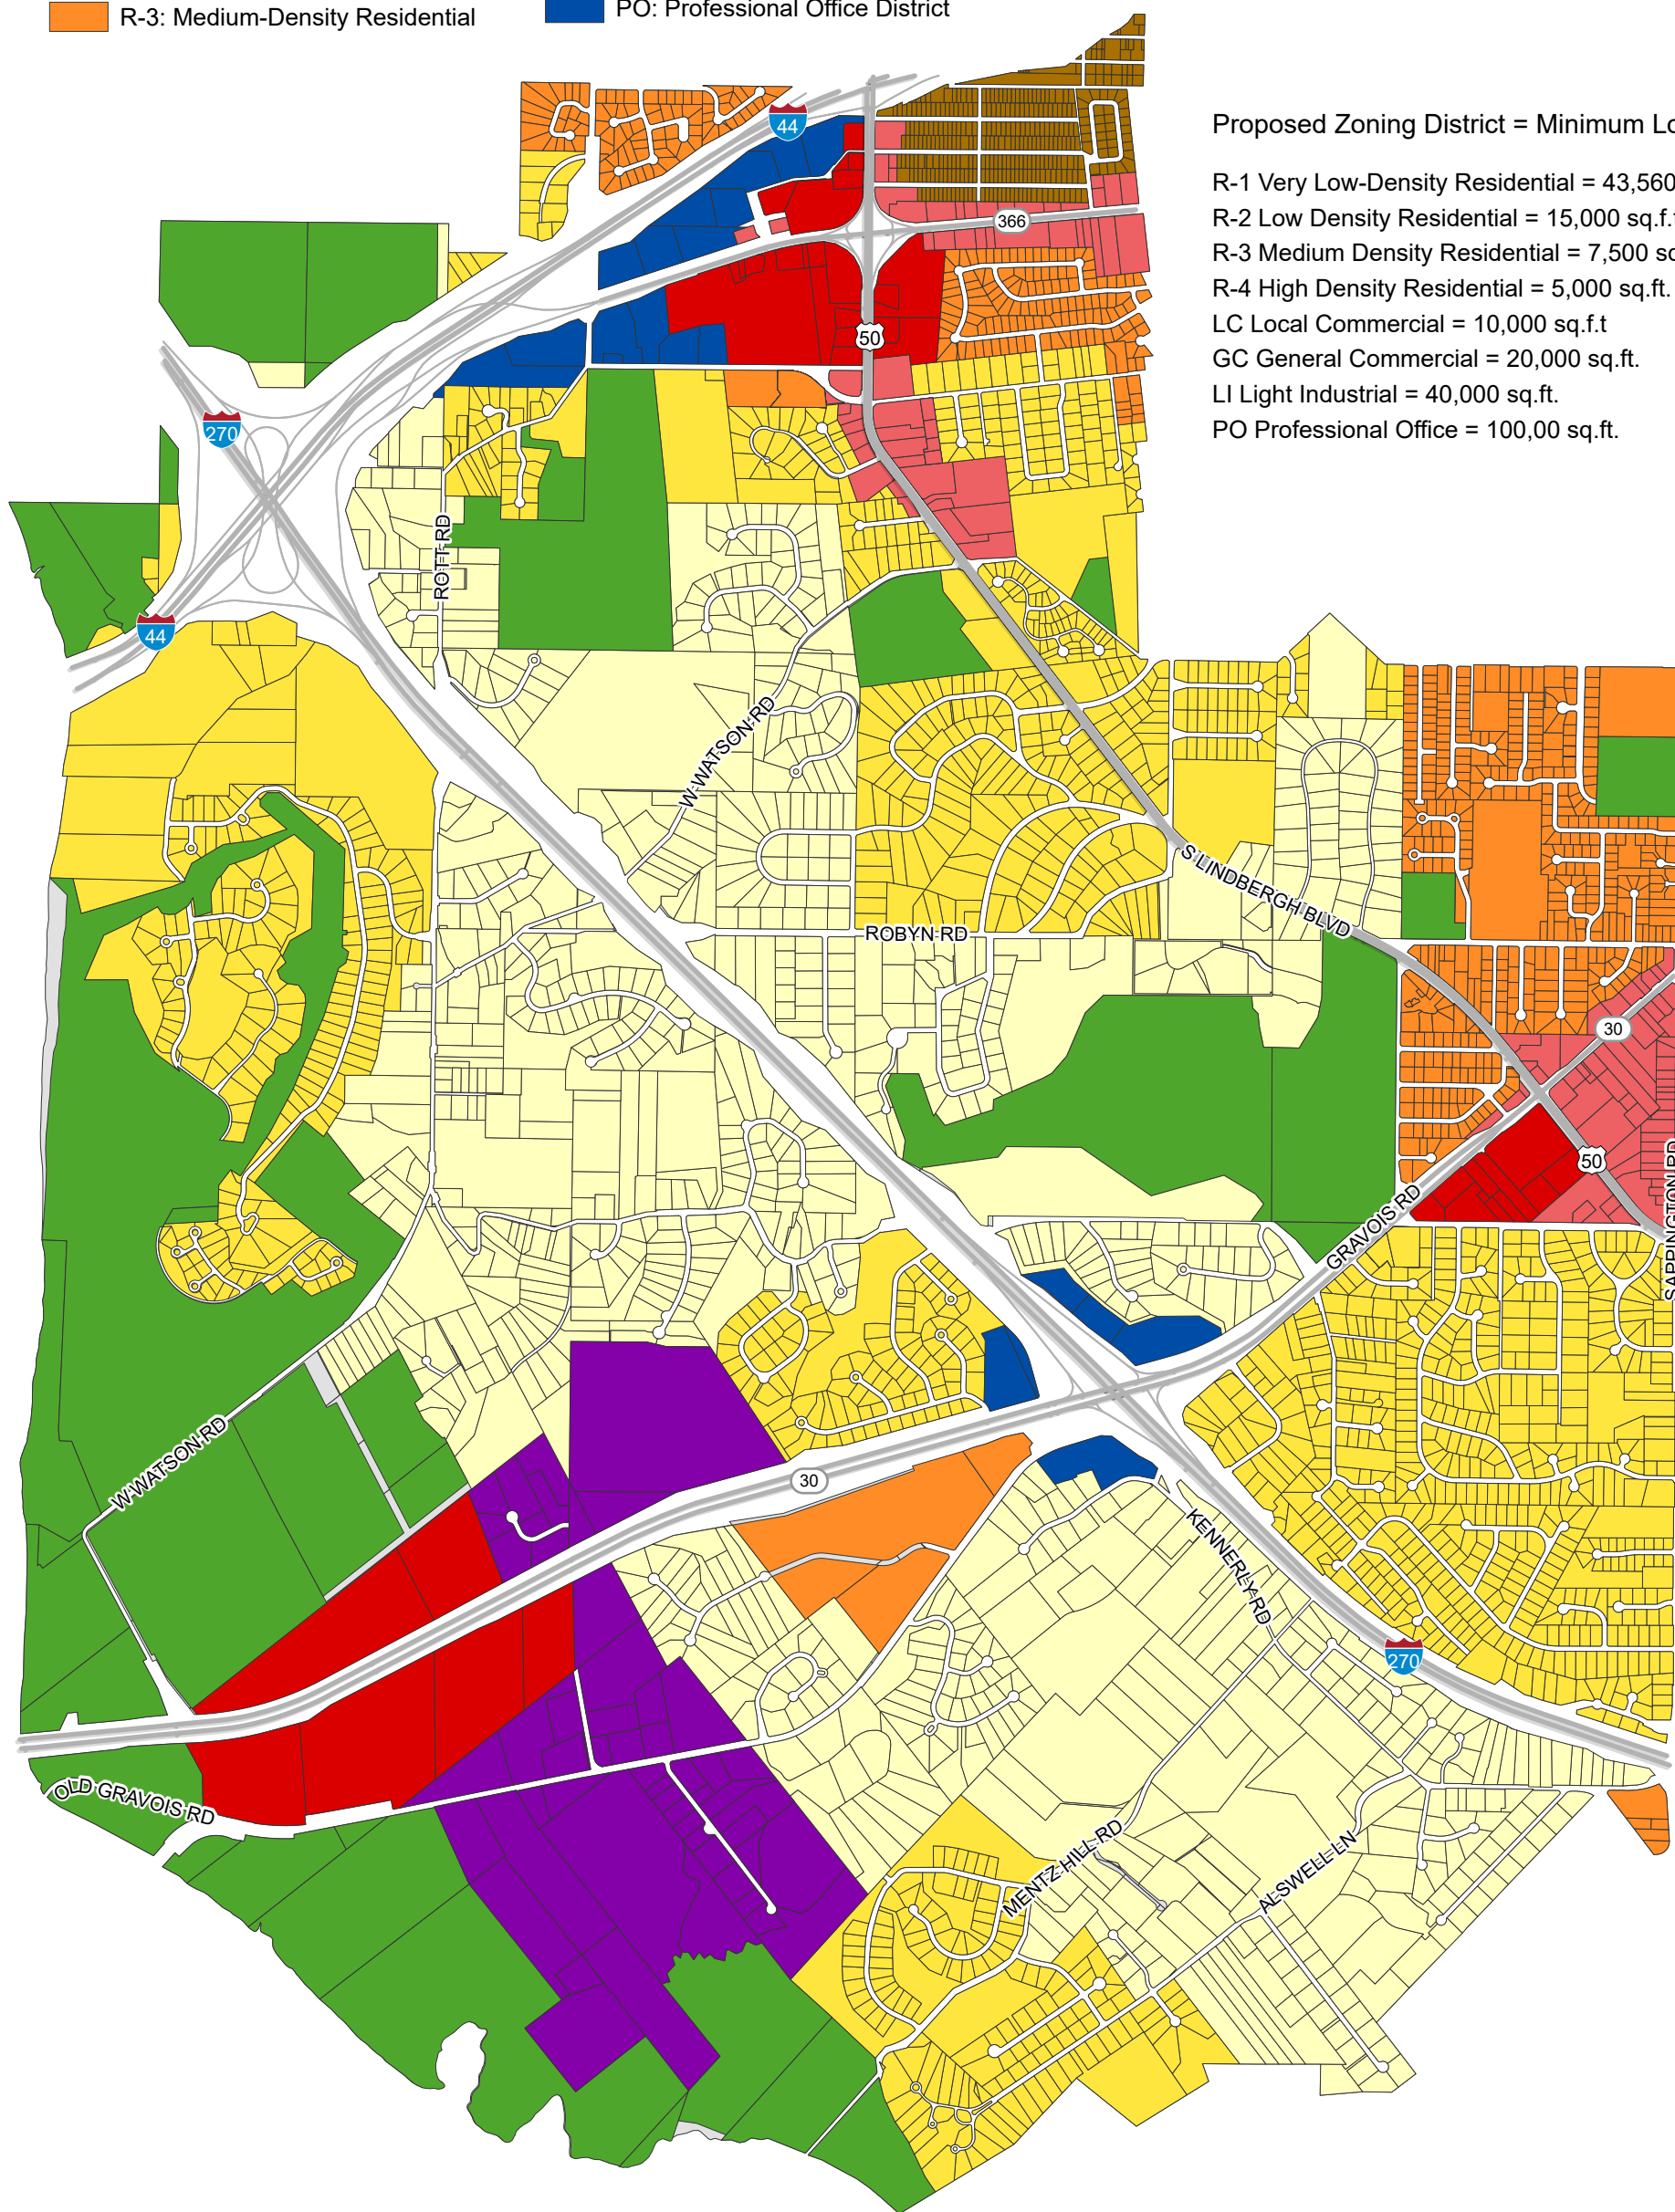 R-3: Medium-Density Residential
PO: Professional Office District
Proposed Zoning District = Minimum Lo
R-1 Very Low-Density Residential = 43,560
R-2 Low Density Residential = 15,000 sq.f.t
R-3 Medium Density Residential = 7,500 sq
R-4 High Density Residential = 5,000 sq.ft.
LC Local Commercial = 10,000 sq.f.t
GC General Commercial = 20,000 sq.ft.
LI Light Industrial = 40,000 sq.ft.
PO Professional Office = 100,00 sq.ft.
44
366
50
270
ROTT RD
44
W WATSON RD
S LINDBERGH BLVD
ROBYN RD
30
50
SAPPINGTON RD
GRAVOIS RD
W WATSON RD
30
KENNERLY RD
270
OLD GRAVOIS RD
MENTZ HILL RD
ALSWELL LN